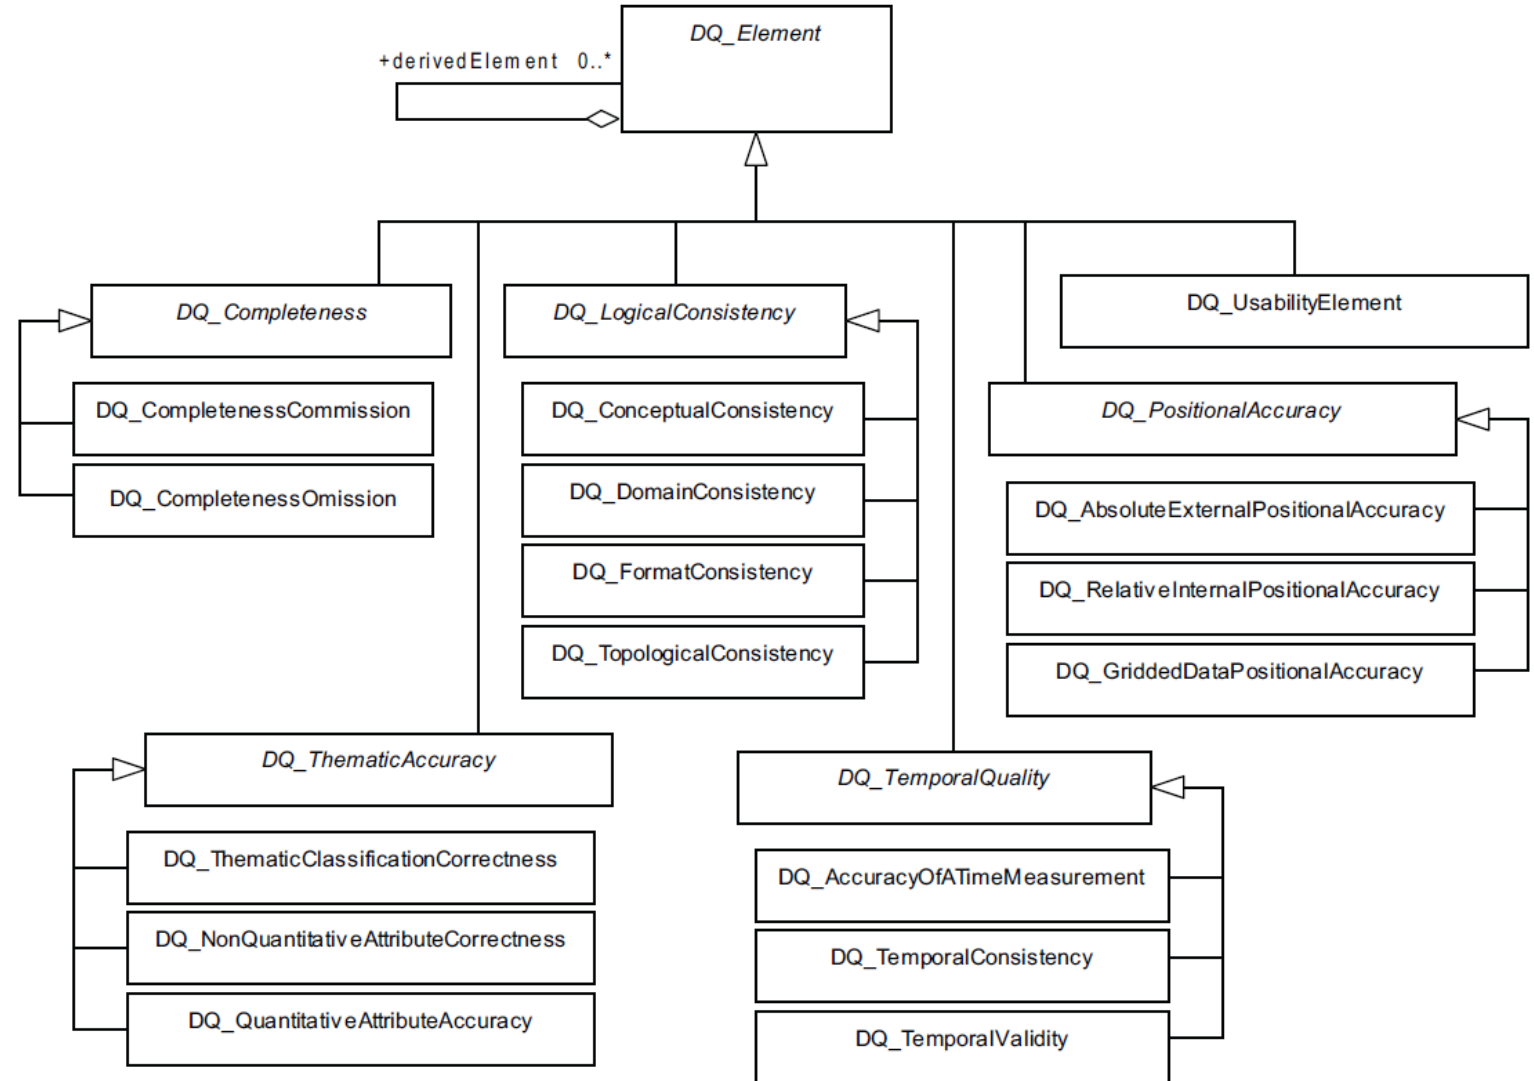 DQ_Element
+derivedElement 0..*
DQ_Completeness
DQ_CompletenessCommission
DQ_CompletenessOmission
DQ_LogicalConsistency
DQ_ConceptualConsistency
DQ_DomainConsistency
DQ_FormatConsistency
DQ_TopologicalConsistency
DQ_UsabilityElement
DQ_PositionalAccuracy
DQ_AbsoluteExternalPositionalAccuracy
DQ_RelativeInternalPositionalAccuracy
DQ_GriddedDataPositionalAccuracy
DQ_ThematicAccuracy
DQ_ThematicClassificationCorrectness
DQ_NonQuantitativeAttributeCorrectness
DQ_QuantitativeAttributeAccuracy
DQ_TemporalQuality
DQ_AccuracyOfATimeMeasurement
DQ_TemporalConsistency
DQ_TemporalValidity